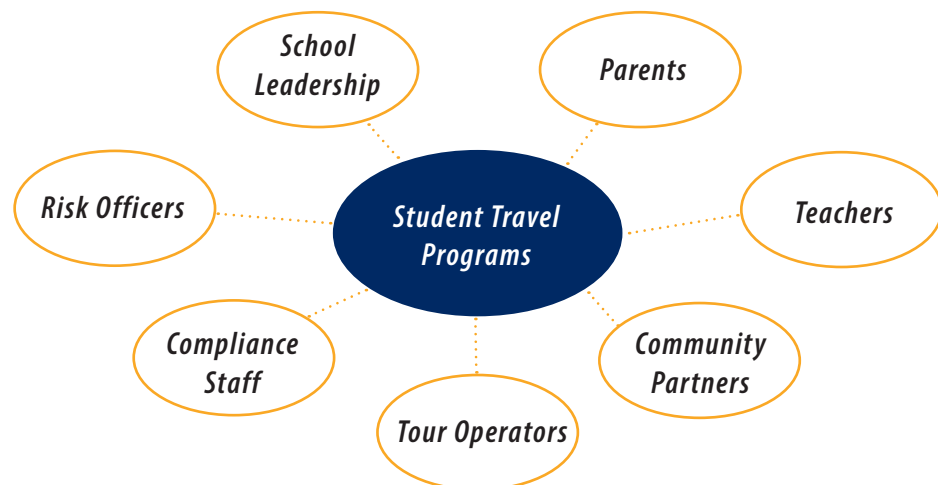 School
Leadership
Parents
Risk Officers
Student Travel
Programs
Teachers
Compliance
Staff
Community
Partners
Tour Operators